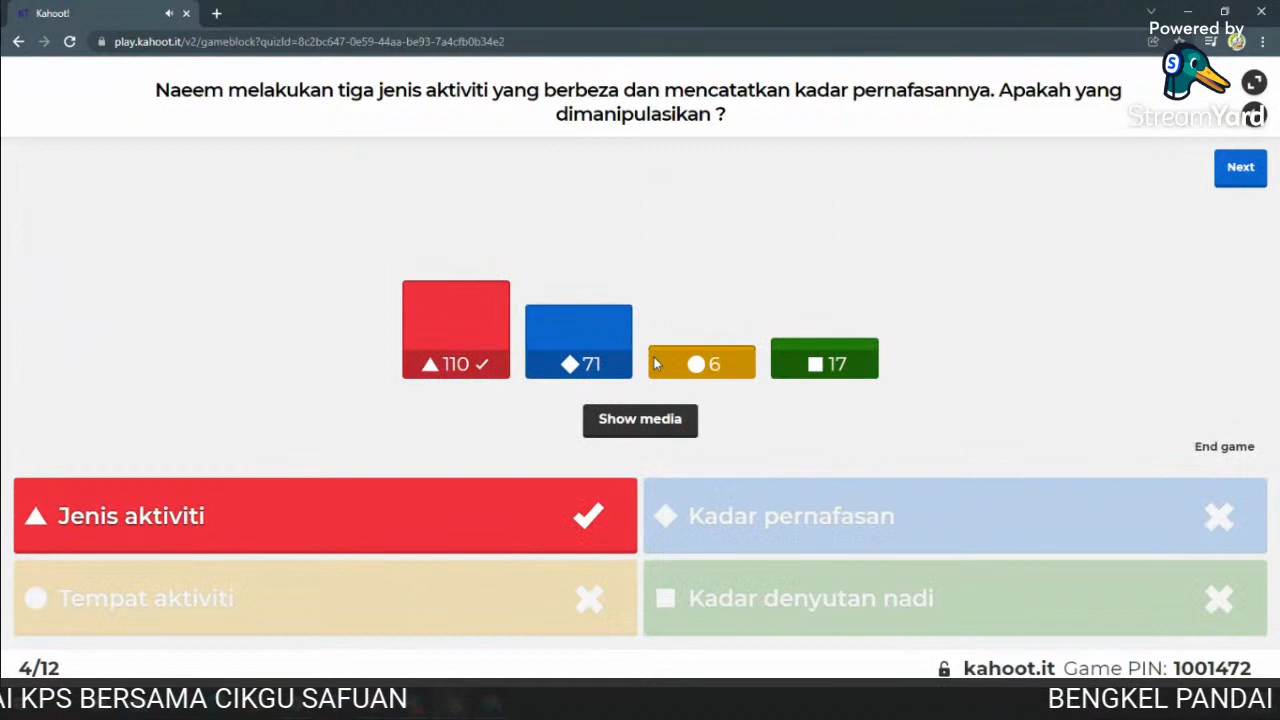 Kahoot!
play.kahoot.it/v2/gameblock?quizId=8c2bc647-0e59-44aa-be93-7a4cfb0b34e2
Powered by
StreamYard
Naeem melakukan tiga jenis aktiviti yang berbeza dan mencatatkan kadar pernafasannya. Apakah yang
dimanipulasikan ?
Next
110
71
6
17
Show media
End game
Jenis aktiviti
Kadar pernafasan
Tempat aktiviti
Kadar denyutan nadi
4/12
kahoot.it Game PIN: 1001472
AI KPS BERSAMA CIKGU SAFUAN
BENGKEL PANDAI